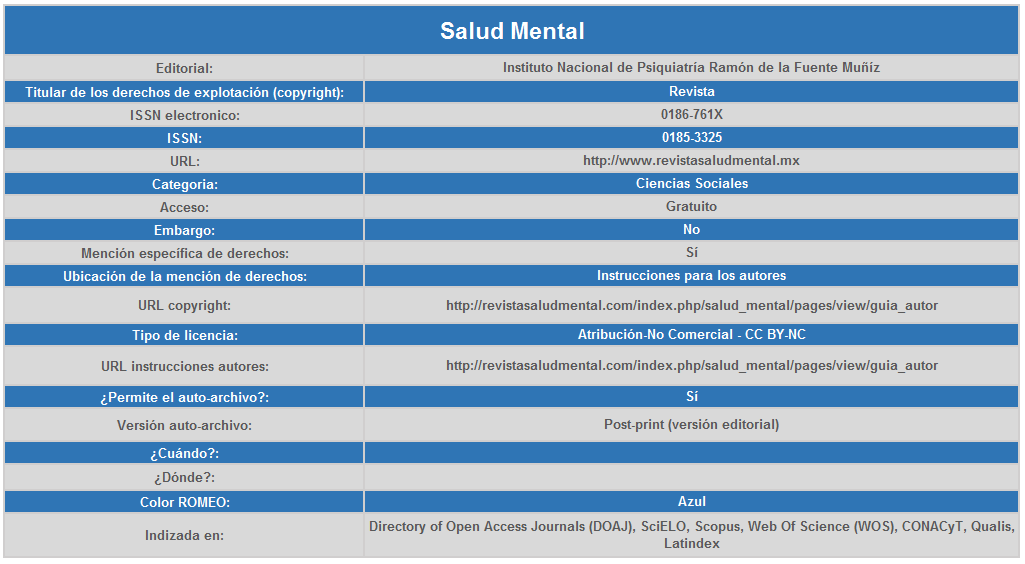 Salud Mental
Editorial: Instituto Nacional de Psiquiatría Ramón de la Fuente Muñíz
Titular de los derechos de explotación (copyright): Revista
ISSN electronico: 0186-761X
ISSN: 0185-3325
URL: http://www.revistasaludmental.mx
Categoria: Ciencias Sociales
Acceso: Gratuito
Embargo: No
Mención específica de derechos: Sí
Ubicación de la mención de derechos: Instrucciones para los autores
URL copyright: http://revistasaludmental.com/index.php/salud_mental/pages/view/guia_autor
Tipo de licencia: Atribución-No Comercial - CC BY-NC
URL instrucciones autores: http://revistasaludmental.com/index.php/salud_mental/pages/view/guia_autor
¿Permite el auto-archivo?: Sí
Versión auto-archivo: Post-print (versión editorial)
¿Cuándo?:
¿Dónde?:
Color ROMEO: Azul
Indizada en: Directory of Open Access Journals (DOAJ), SciELO, Scopus, Web Of Science (WOS), CONACyT, Qualis,
Latindex